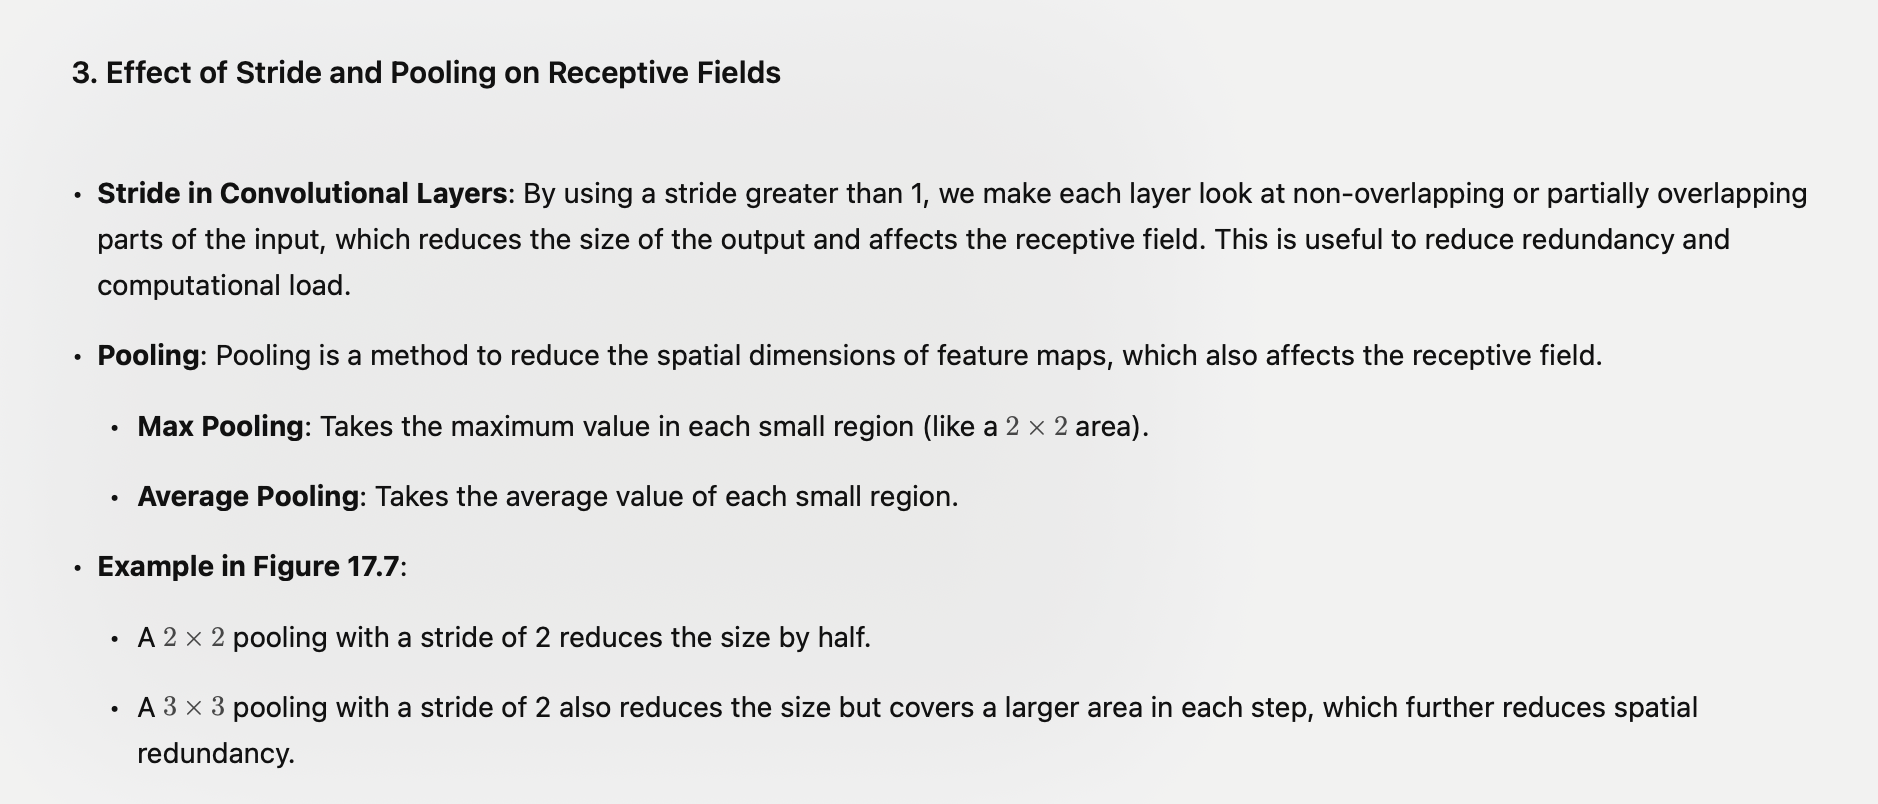 3. Effect of Stride and Pooling on Receptive Fields
• Stride in Convolutional Layers: By using a stride greater than 1, we make each layer look at non-overlapping or partially overlapping
parts of the input, which reduces the size of the output and affects the receptive field. This is useful to reduce redundancy and
computational load.
• Pooling: Pooling is a method to reduce the spatial dimensions of feature maps, which also affects the receptive field.
• Max Pooling: Takes the maximum value in each small region (like a 2 × 2 area).
• Average Pooling: Takes the average value of each small region.
• Example in Figure 17.7:
• A 2 × 2 pooling with a stride of 2 reduces the size by half.
• A 3 × 3 pooling with a stride of 2 also reduces the size but covers a larger area in each step, which further reduces spatial
redundancy.